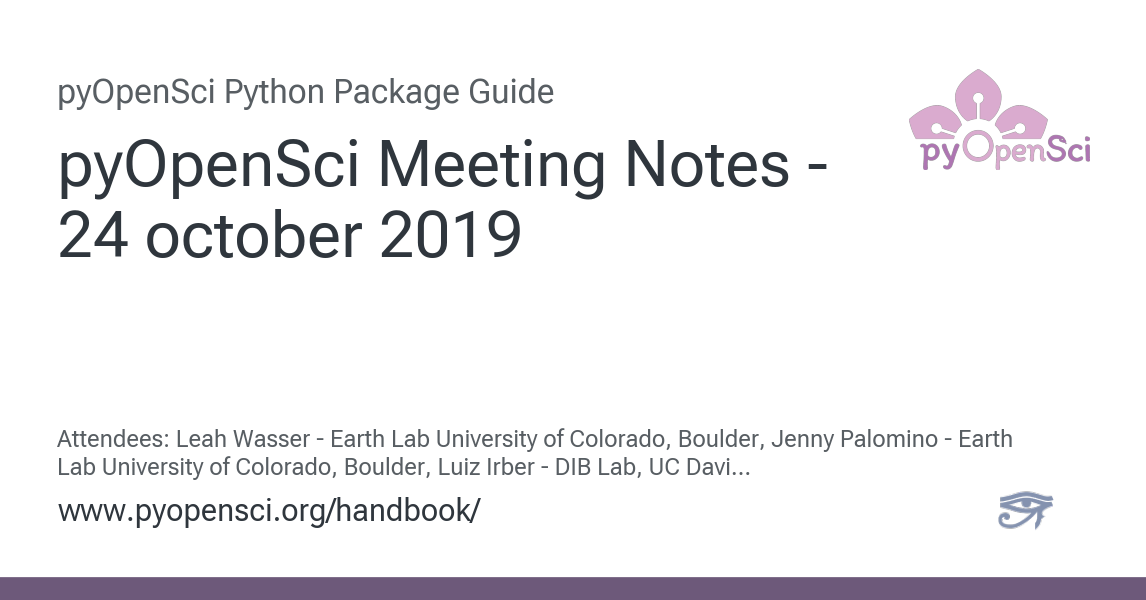 pyOpenSci Python Package Guide
pyOpenSci
pyOpenSci Meeting Notes -
24 october 2019
Attendees: Leah Wasser - Earth Lab University of Colorado, Boulder, Jenny Palomino - Earth
Lab University of Colorado, Boulder, Luiz Irber - DIB Lab, UC Davi...
www.pyopensci.org/handbook/